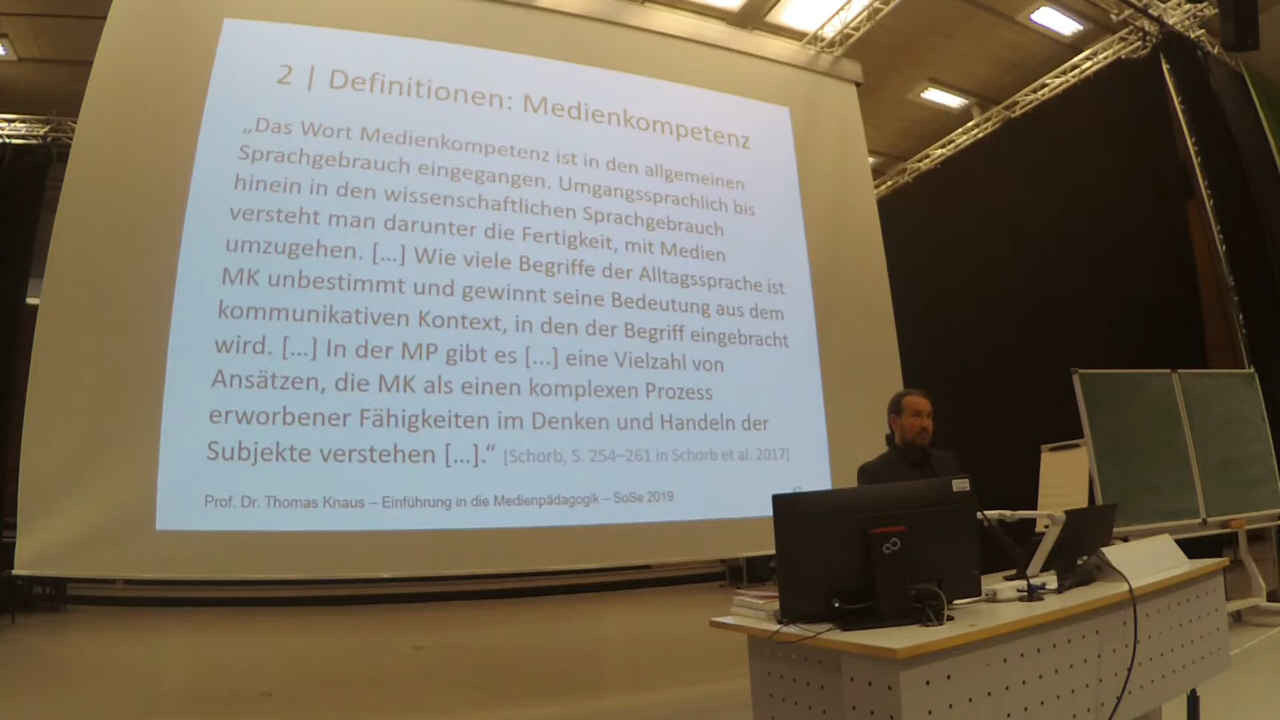 2 | Definitionen: Medienkompetenz
„Das Wort Medienkompetenz ist in den allgemeinen
Sprachgebrauch eingegangen. Umgangssprachlich bis
hinein in den wissenschaftlichen Sprachgebrauch
versteht man darunter die Fertigkeit, mit Medien
umzugehen. [...] Wie viele Begriffe der Alltagssprache ist
MK unbestimmt und gewinnt seine Bedeutung aus dem
kommunikativen Kontext, in den der Begriff eingebracht
wird. [...] In der MP gibt es [...] eine Vielzahl von
Ansätzen, die MK als einen komplexen Prozess
erworbener Fähigkeiten im Denken und Handeln der
Subjekte verstehen [...].“ [Schorb, S. 254–261 in Schorb et al. 2017]
Prof. Dr. Thomas Knaus – Einführung in die Medienpädagogik – SoSe 2019